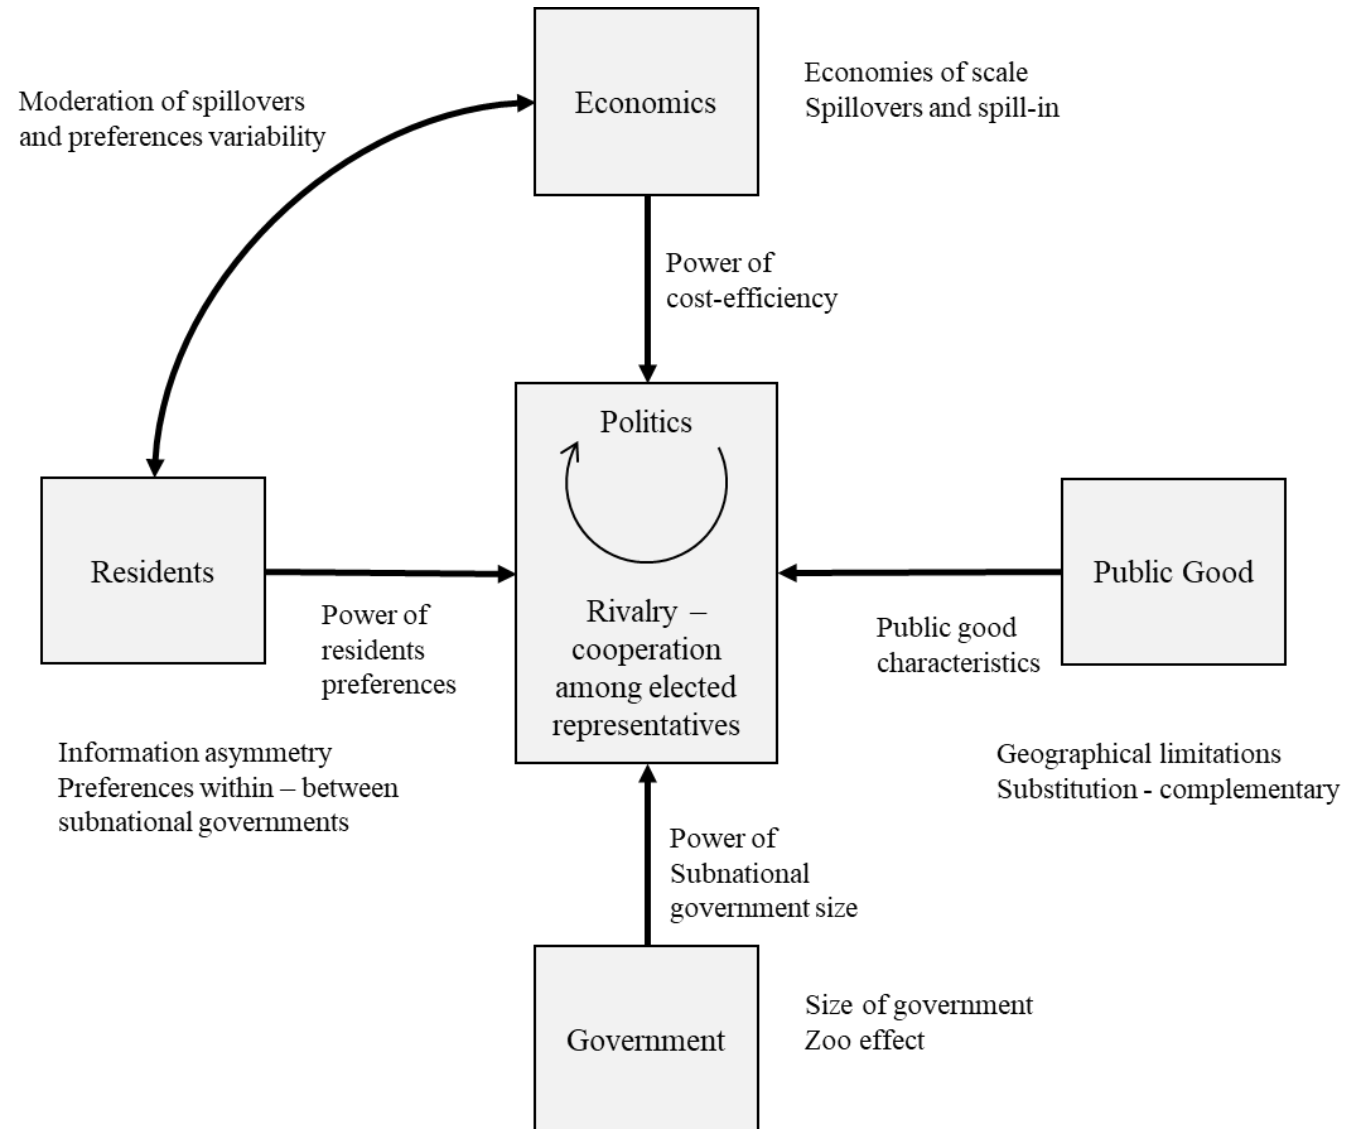 Economics
Economies of scale
Spillovers and spill-in
Moderation of spillovers
and preferences variability
Power of
cost-efficiency
Politics
Rivalry –
cooperation
among elected
representatives
Residents
Power of
residents
preferences
Public Good
Public good
characteristics
Information asymmetry
Preferences within – between
subnational governments
Geographical limitations
Substitution - complementary
Power of
Subnational
government size
Government
Size of government
Zoo effect